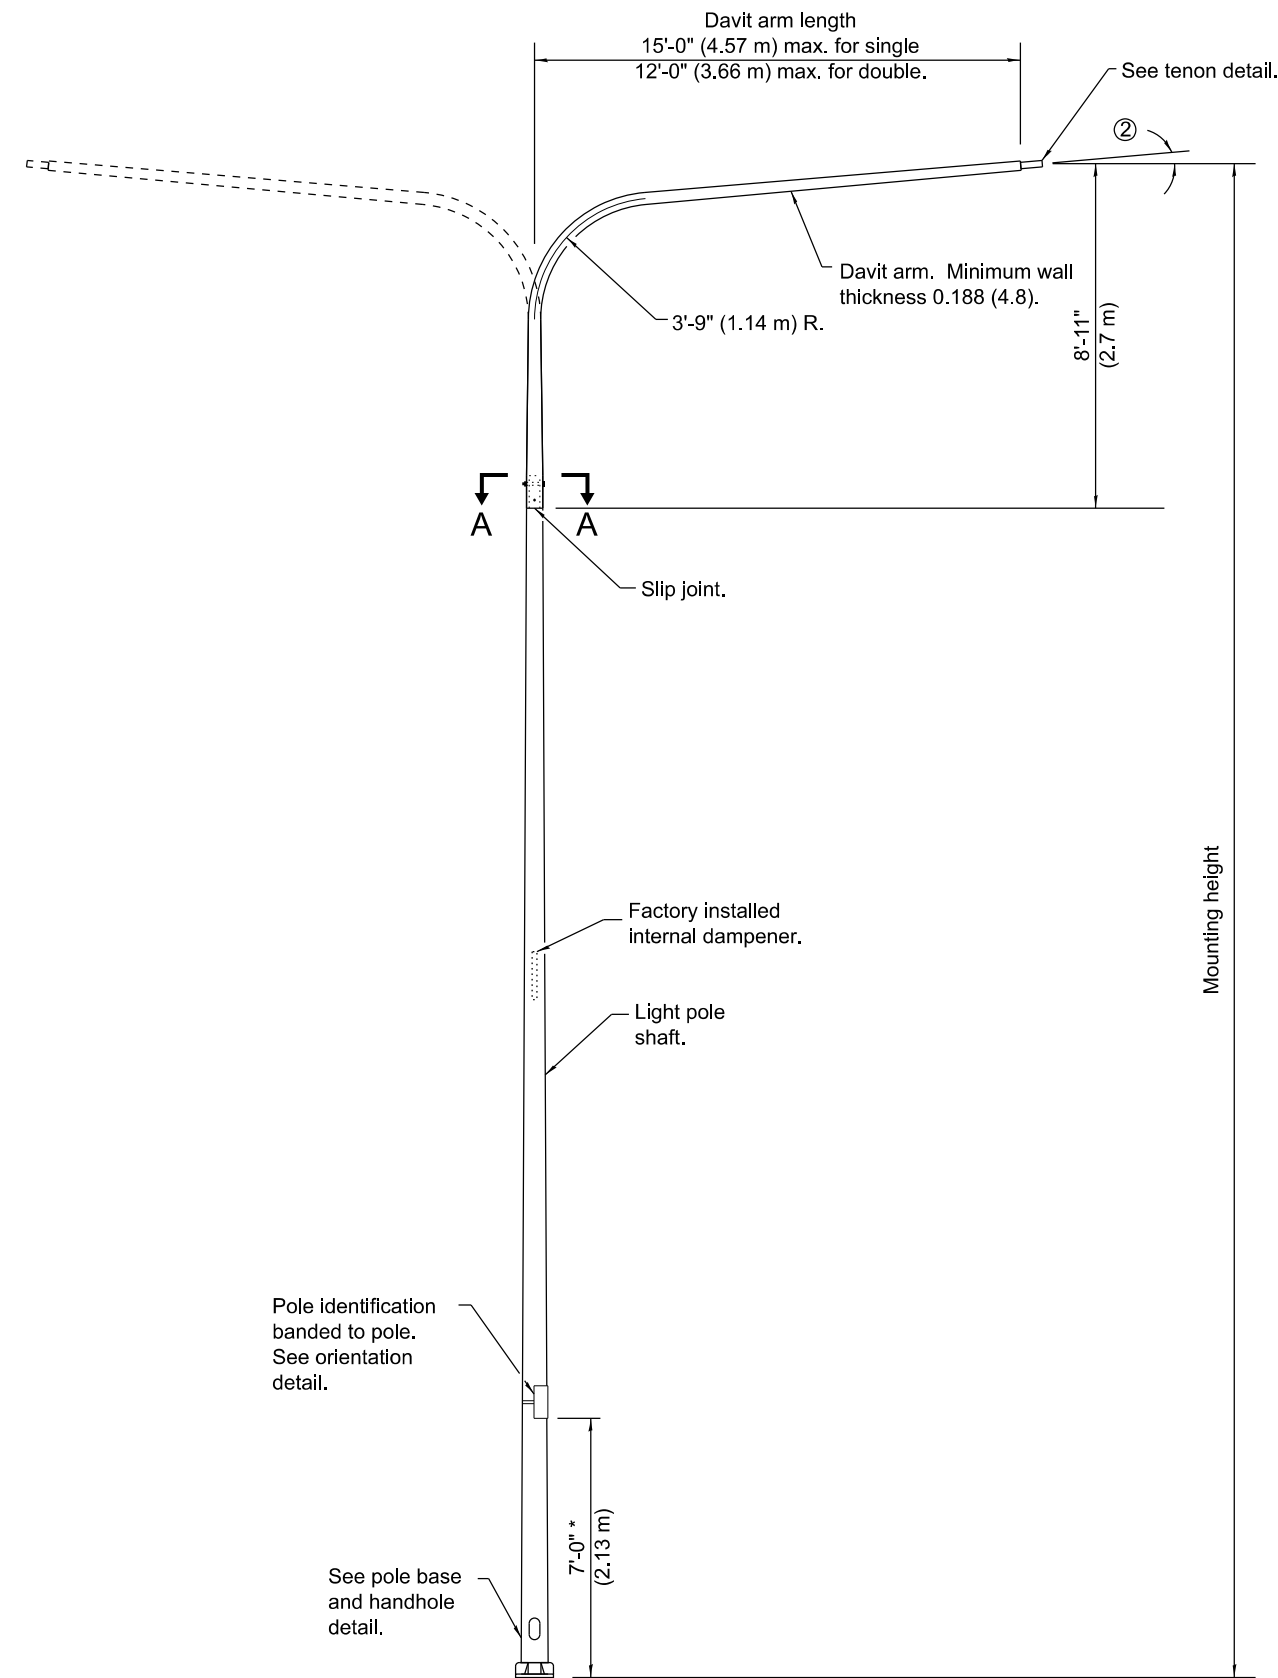 Davit arm length
15'-0" (4.57 m) max. for single
12'-0" (3.66 m) max. for double.
See tenon detail.
②
Davit arm. Minimum wall
thickness 0.188 (4.8).
3'-9" (1.14 m) R.
8'-11"
(2.7 m)
A
A
Slip joint.
Mounting height
Factory installed
internal dampener.
Light pole
shaft.
Pole identification
banded to pole.
See orientation
detail.
7'-0" *
(2.13 m)
See pole base
and handhole
detail.